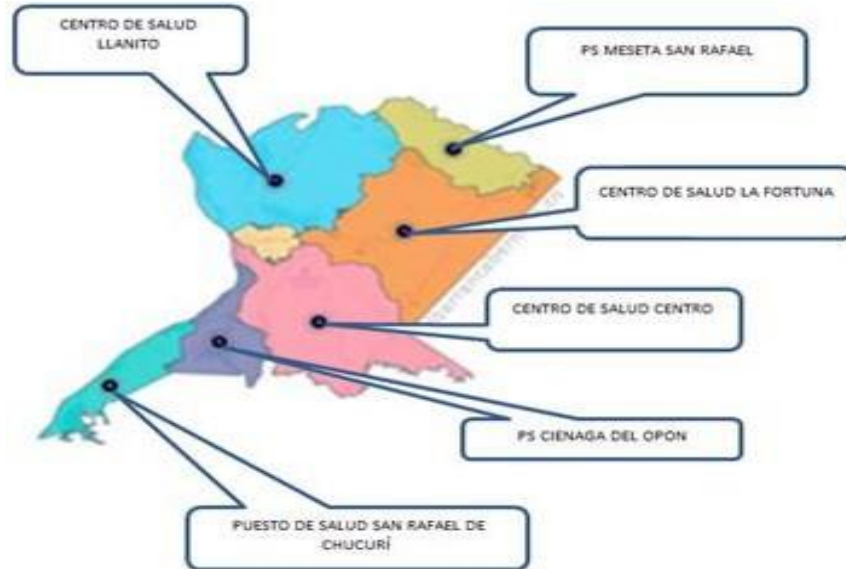 CENTRO DE SALUD
LLANITO
PS MESETA SAN RAFAEL
CENTRO DE SALUD LA FORTUNA
CENTRO DE SALUD CENTRO
PS CIENAGA DEL OPON
PUESTO DE SALUD SAN RAFAEL DE
CHUCURÍ